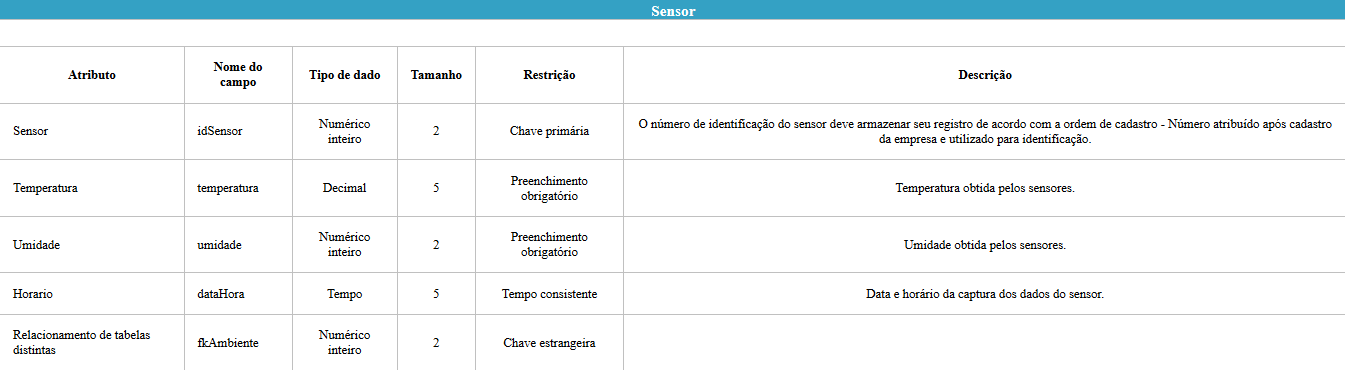 Sensor
Atributo
Nome do
campo
Tipo de dado
Tamanho
Restrição
Descrição
Sensor
idSensor
Numérico
inteiro
2
Chave primária
O número de identificação do sensor deve armazenar seu registro de acordo com a ordem de cadastro - Número atribuído após cadastro
da empresa e utilizado para identificação.
Temperatura
temperatura
Decimal
5
Preenchimento
obrigatório
Temperatura obtida pelos sensores.
Umidade
umidade
Numérico
inteiro
2
Preenchimento
obrigatório
Umidade obtida pelos sensores.
Horario
dataHora
Tempo
5
Tempo consistente
Data e horário da captura dos dados do sensor.
Relacionamento de tabelas
distintas
fkAmbiente
Numérico
inteiro
2
Chave estrangeira